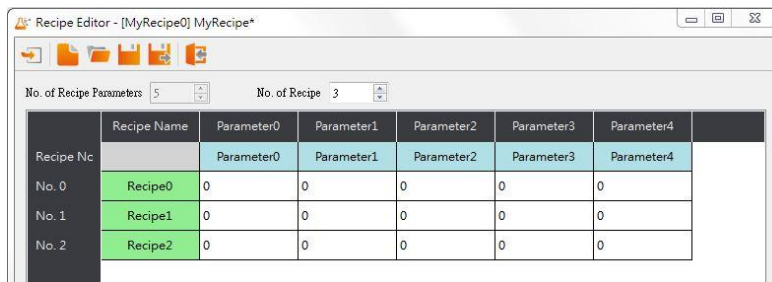 Recipe Editor - [MyRecipe0] MyRecipe*
No. of Recipe Parameters 5 No. of Recipe 3
Recipe Name Parameter0 Parameter1 Parameter2 Parameter3 Parameter4
Recipe Nc Parameter0 Parameter1 Parameter2 Parameter3 Parameter4
No. 0 Recipe0 0 0 0 0 0
No. 1 Recipe1 0 0 0 0 0
No. 2 Recipe2 0 0 0 0 0